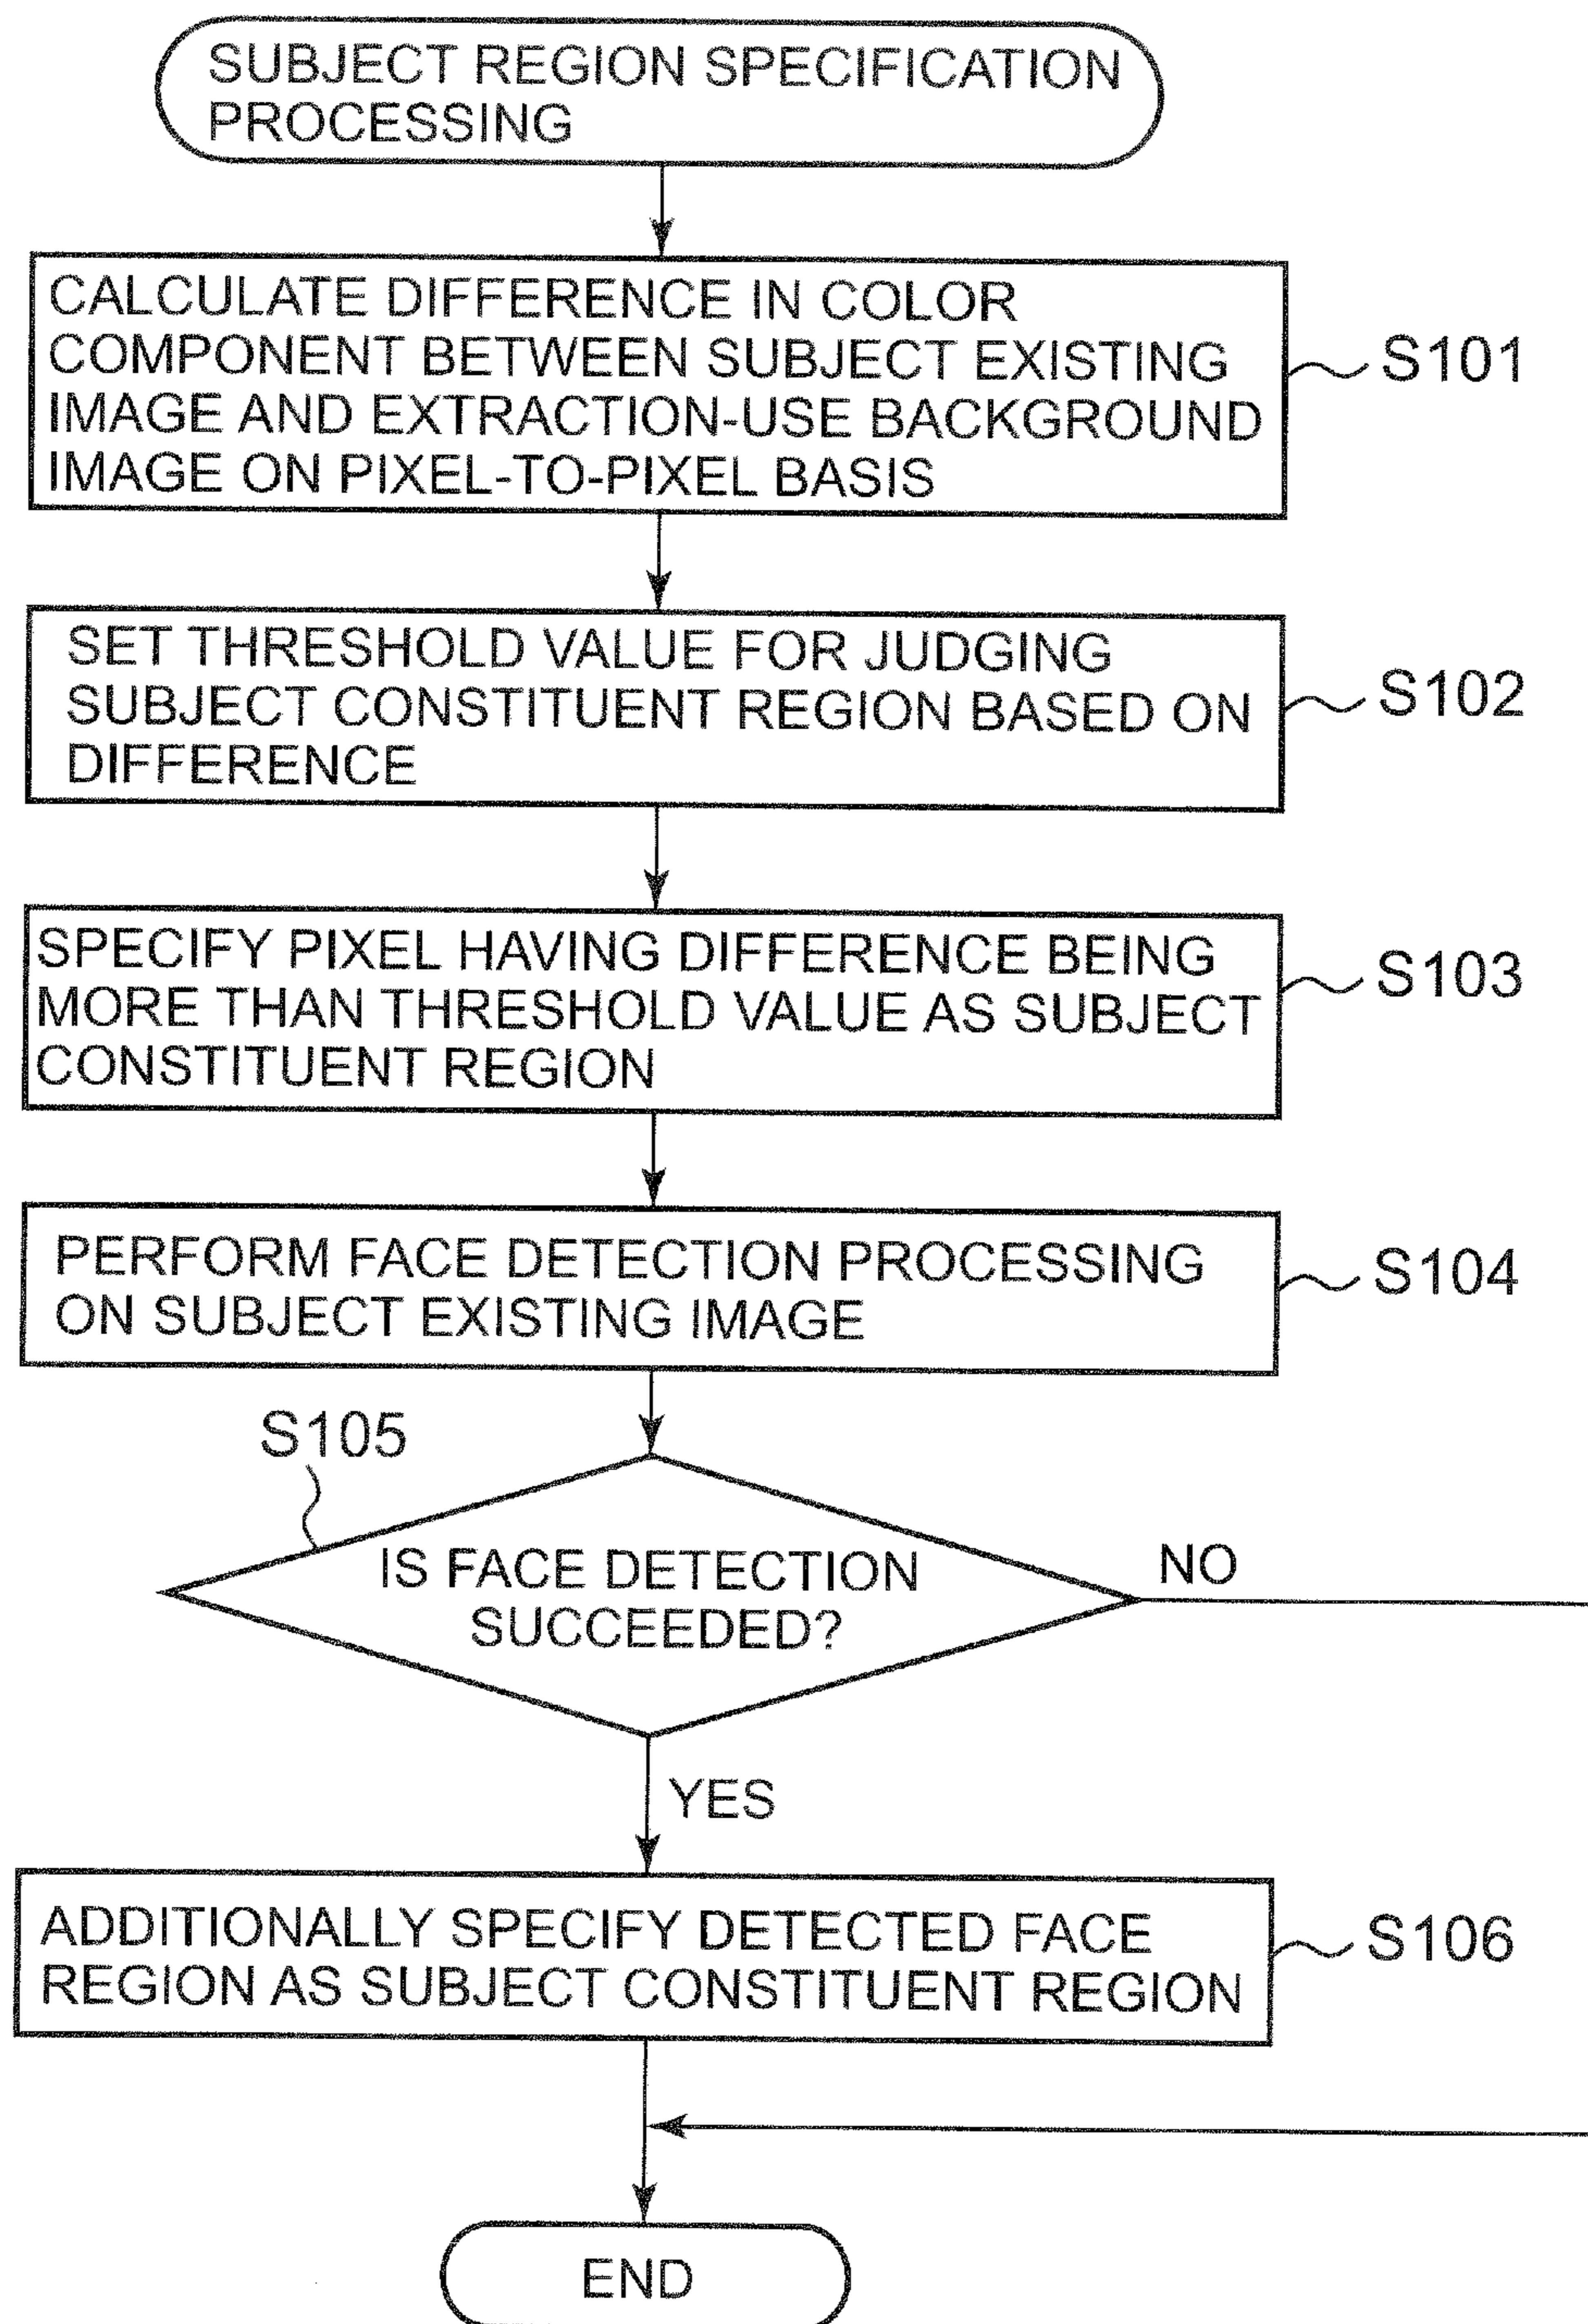 SUBJECT REGION SPECIFICATION
PROCESSING
CALCULATE DIFFERENCE IN COLOR
COMPONENT BETWEEN SUBJECT EXISTING
IMAGE AND EXTRACTION-USE BACKGROUND
IMAGE ON PIXEL-TO-PIXEL BASIS
S101
SET THRESHOLD VALUE FOR JUDGING
SUBJECT CONSTITUENT REGION BASED ON
DIFFERENCE
S102
SPECIFY PIXEL HAVING DIFFERENCE BEING
MORE THAN THRESHOLD VALUE AS SUBJECT
CONSTITUENT REGION
S103
PERFORM FACE DETECTION PROCESSING
ON SUBJECT EXISTING IMAGE
S104
S105
IS FACE DETECTION
SUCCEEDED?
NO
YES
ADDITIONALLY SPECIFY DETECTED FACE
REGION AS SUBJECT CONSTITUENT REGION
S106
END